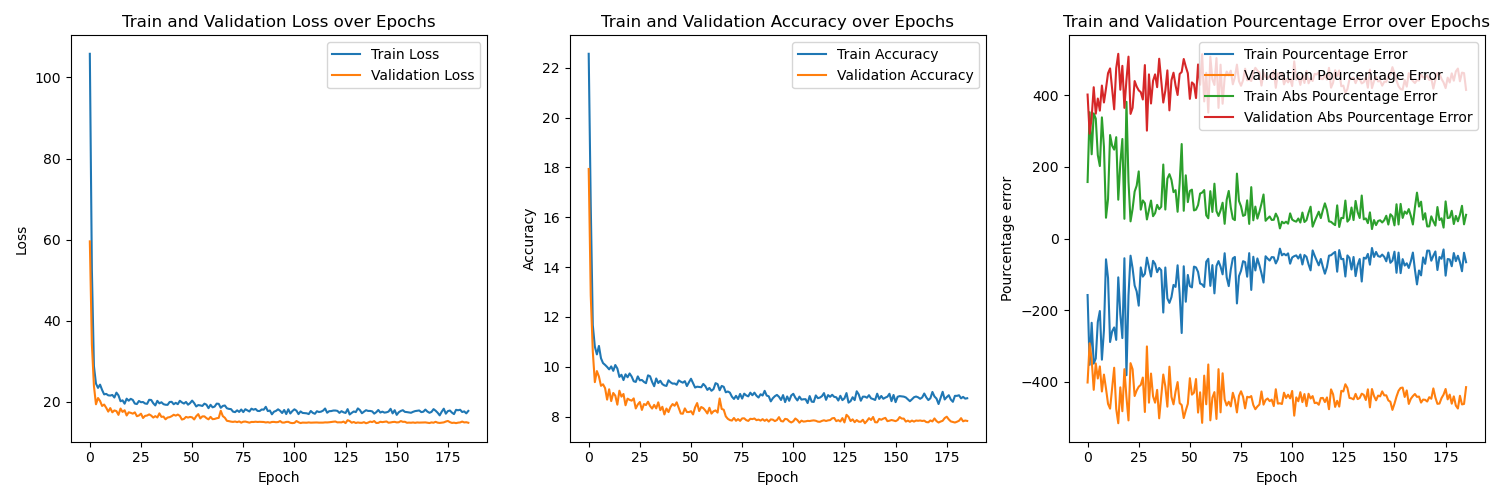 Train and Validation Loss over Epochs
Train Loss
Validation Loss
100
80
60
40
20
Loss
0
25
50
75
100
125
150
175
Epoch
Train and Validation Accuracy over Epochs
Train Accuracy
Validation Accuracy
22
20
18
16
14
12
10
8
Accuracy
0
25
50
75
100
125
150
175
Epoch
Train and Validation Pourcentage Error over Epochs
Train Pourcentage Error
Validation Pourcentage Error
Train Abs Pourcentage Error
Validation Abs Pourcentage Error
400
200
0
−200
−400
Pourcentage error
0
25
50
75
100
125
150
175
Epoch